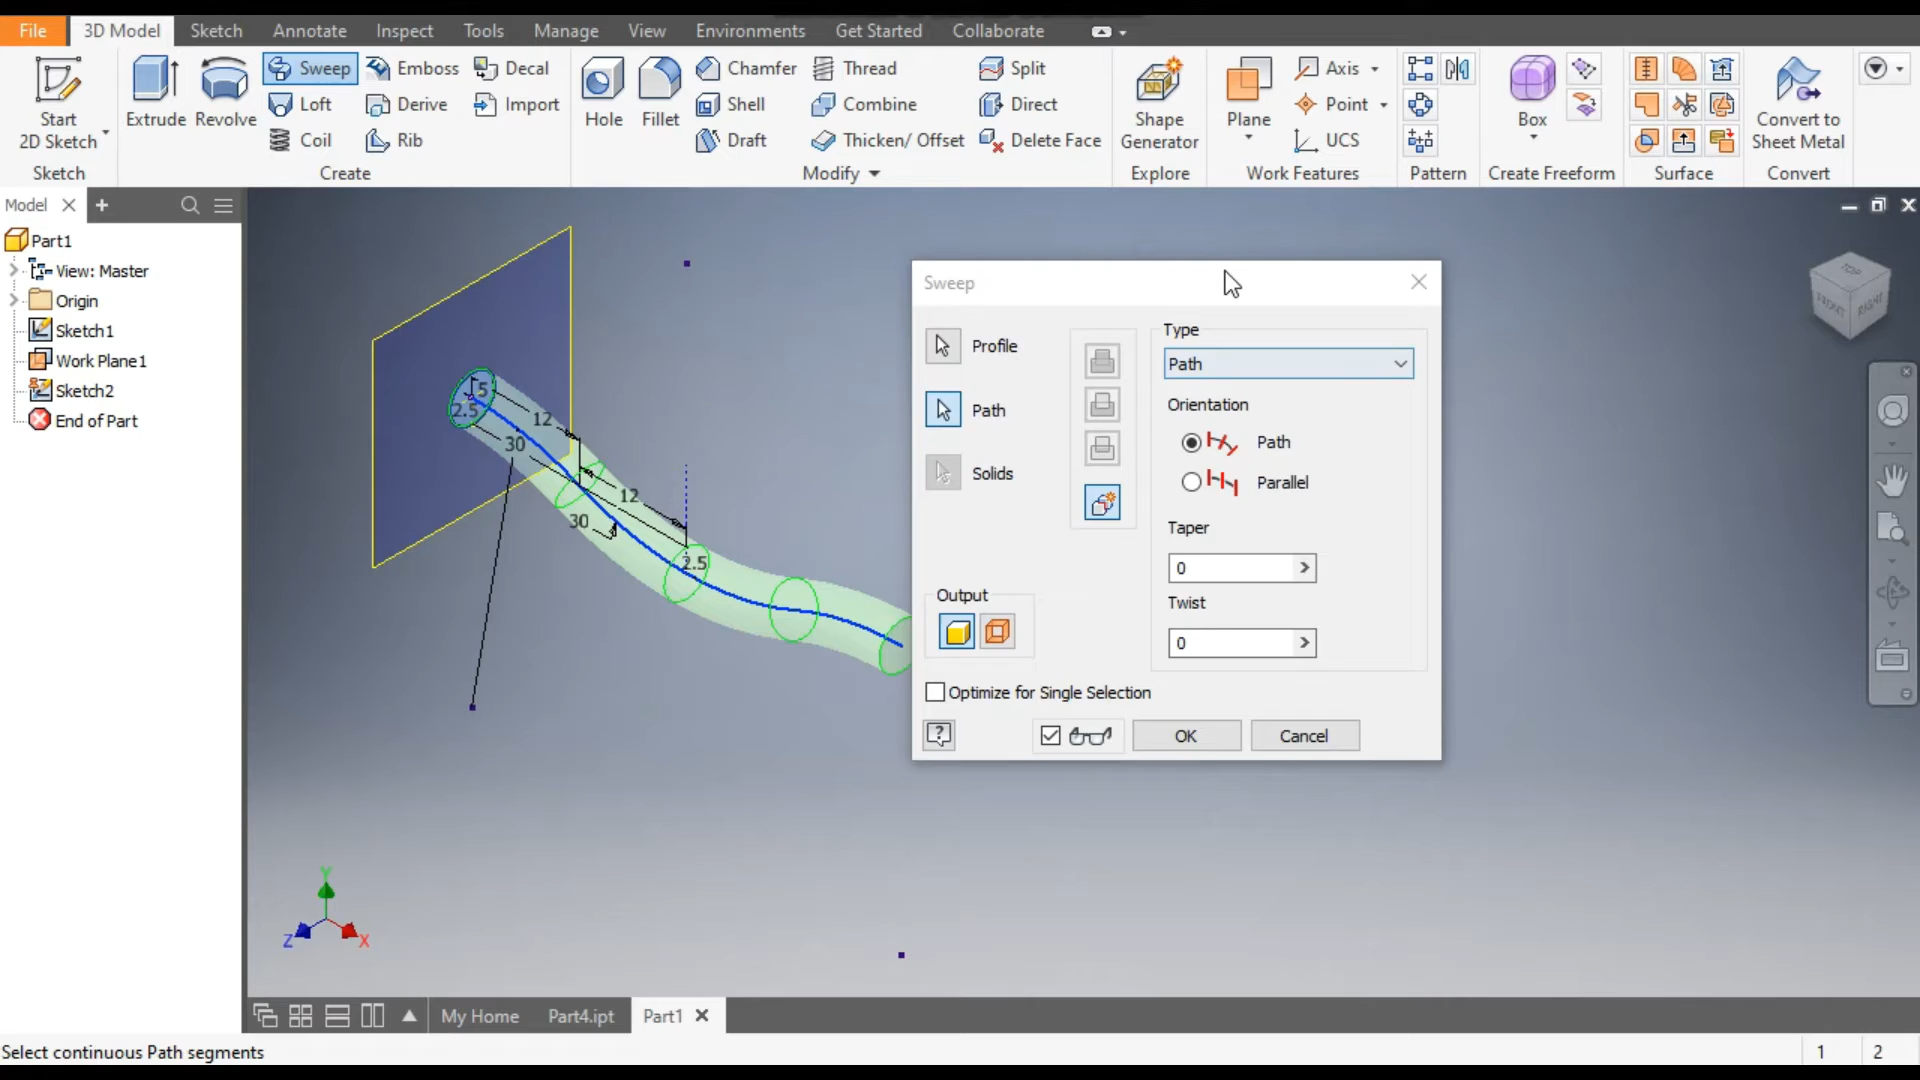 File 3D Model Sketch Annotate Inspect Tools Manage View Environments Get Started Collaborate
Start
2D Sketch
Sketch
Extrude
Revolve
Sweep
Loft
Coil
Emboss
Derive
Rib
Decal
Import
Create
Hole
Fillet
Chamfer
Shell
Draft
Thread
Combine
Thicken/ Offset
Split
Direct
Delete Face
Modify
Shape
Generator
Explore
Plane
Axis
Point
UCS
Work Features
Pattern
Box
Create Freeform
Surface
Convert to
Sheet Metal
Convert
Model
Part1
View: Master
Origin
Sketch1
Work Plane1
Sketch2
End of Part
TOP
FRONT
RIGHT
5
2.5
12
30
12
30
2.5
Sweep
Profile
Path
Solids
Output
Type
Path
Orientation
Path
Parallel
Taper
0
Twist
0
Optimize for Single Selection
OK
Cancel
Y
Z
X
My Home
Part4.ipt
Part1
Select continuous Path segments
1
2